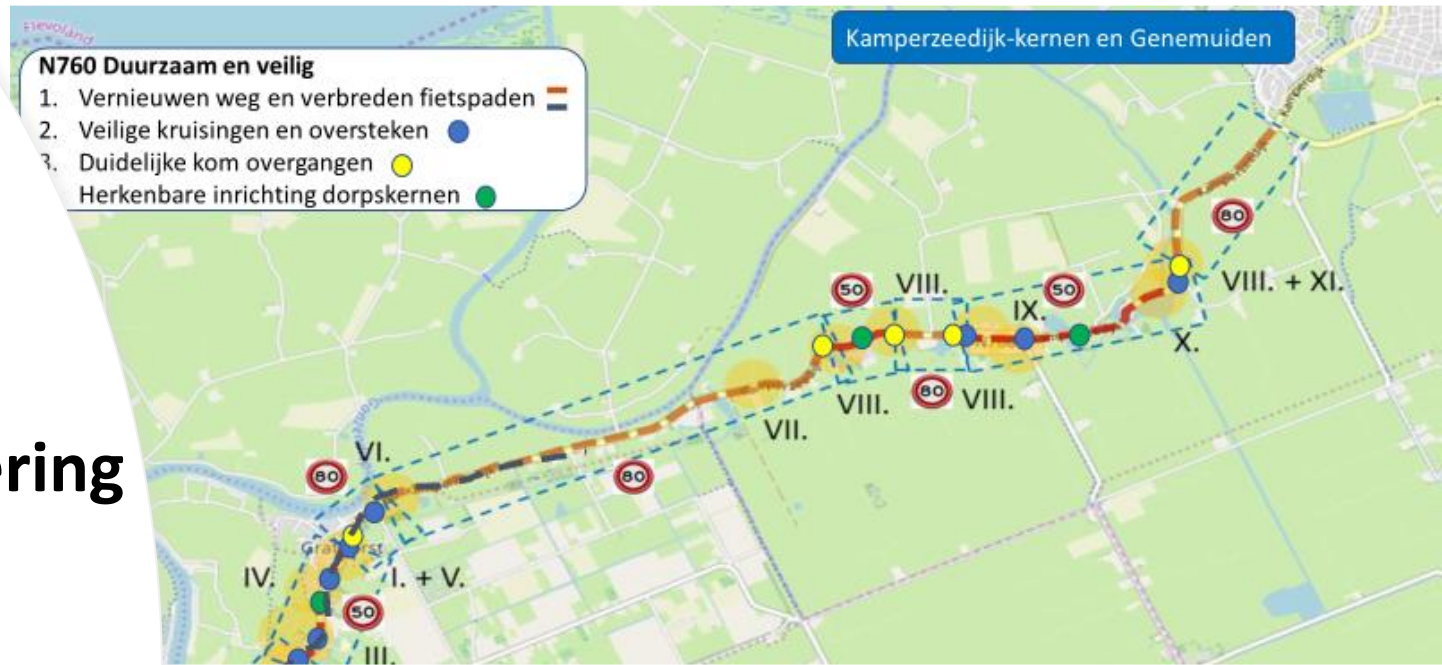 Flevoland
Kamperzeedijk-kernen en Genemuiden
N760 Duurzaam en veilig
1. Vernieuwen weg en verbreden fietspaden
2. Veilige kruisingen en oversteken
3. Duidelijke kom overgangen
Herkenbare inrichting dorpskernen
Kamperdijk
80
50
VIII.
50
IX.
VIII. + XI.
X.
80
VIII.
VIII.
VII.
VI.
80
80
ering
IV.
I. + V.
50
III.